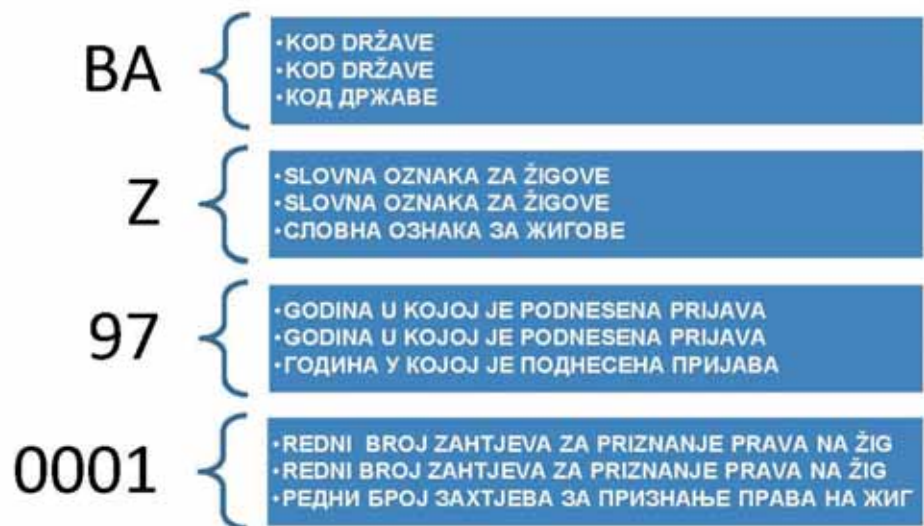 BA
•KOD DRŽAVE
•KOD DRŽAVE
•КОД ДРЖАВЕ
Z
•SLOVNA OZNAKA ZA ŽIGOVE
•SLOVNA OZNAKA ZA ŽIGOVE
•СЛОВНА ОЗНАКА ЗА ЖИГОВЕ
97
•GODINA U KOJOJ JE PODNESENA PRIJAVA
•GODINA U KOJOJ JE PODNESENA PRIJAVA
•ГОДИНА У КОЈОЈ ЈЕ ПОДНЕСЕНА ПРИЈАВА
0001
•REDNI BROJ ZAHTJEVA ZA PRIZNANJE PRAVA NA ŽIG
•REDNI BROJ ZAHTJEVA ZA PRIZNANJE PRAVA NA ŽIG
•РЕДНИ БРОЈ ЗАХТЈЕВА ЗА ПРИЗНАЊЕ ПРАВА НА ЖИГ